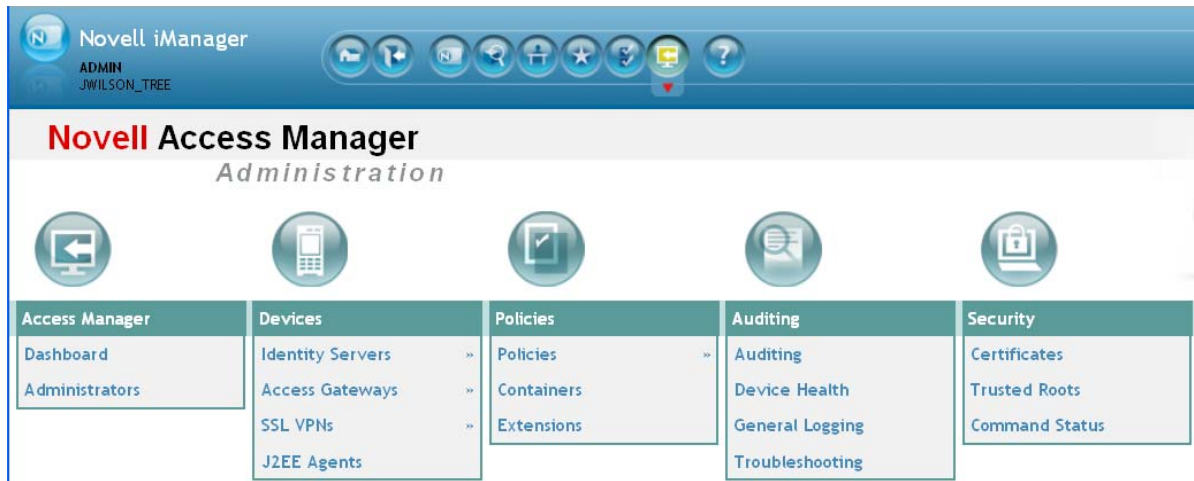 Novell iManager
ADMIN
JWILSON_TREE
N
?
Novell Access Manager
Administration
Access Manager
Dashboard
Administrators
Devices
Identity Servers »
Access Gateways »
SSL VPNs »
J2EE Agents
Policies
Policies »
Containers
Extensions
Auditing
Auditing
Device Health
General Logging
Troubleshooting
Security
Certificates
Trusted Roots
Command Status